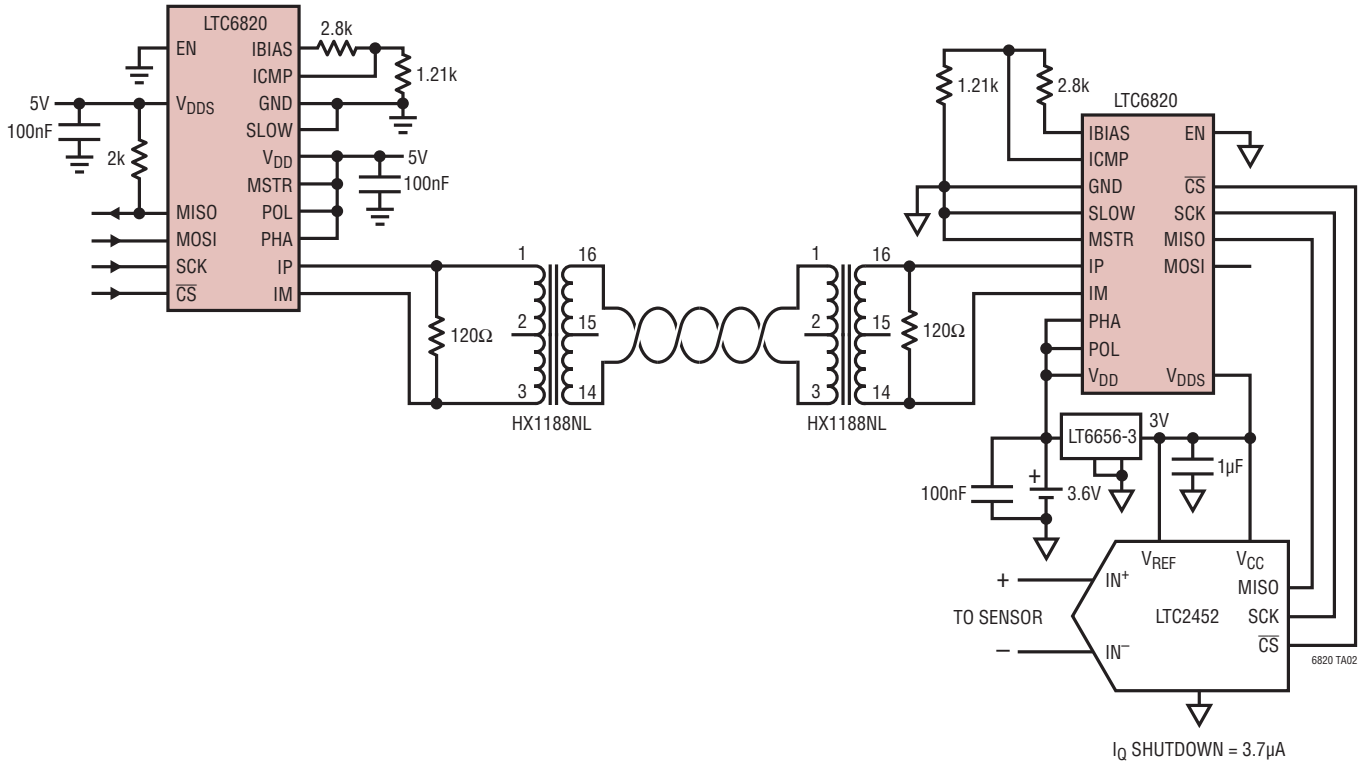 LTC6820
EN
VDDS
MISO
MOSI
SCK
CS
IBIAS
ICMP
GND
SLOW
VDD
MSTR
POL
PHA
IP
IM
2.8k
1.21k
5V
100nF
2k
5V
100nF
120Ω
1
2
3
16
15
14
HX1188NL
1
2
3
16
15
14
HX1188NL
120Ω
1.21k
2.8k
LTC6820
IBIAS
ICMP
GND
SLOW
MSTR
IP
IM
PHA
POL
VDD
EN
CS
SCK
MISO
MOSI
VDDS
LT6656-3
3V
1µF
100nF
+
3.6V
+
TO SENSOR
–
IN+
IN–
VREF
VCC
MISO
LTC2452
SCK
CS
6820 TA02
IQ SHUTDOWN = 3.7µA